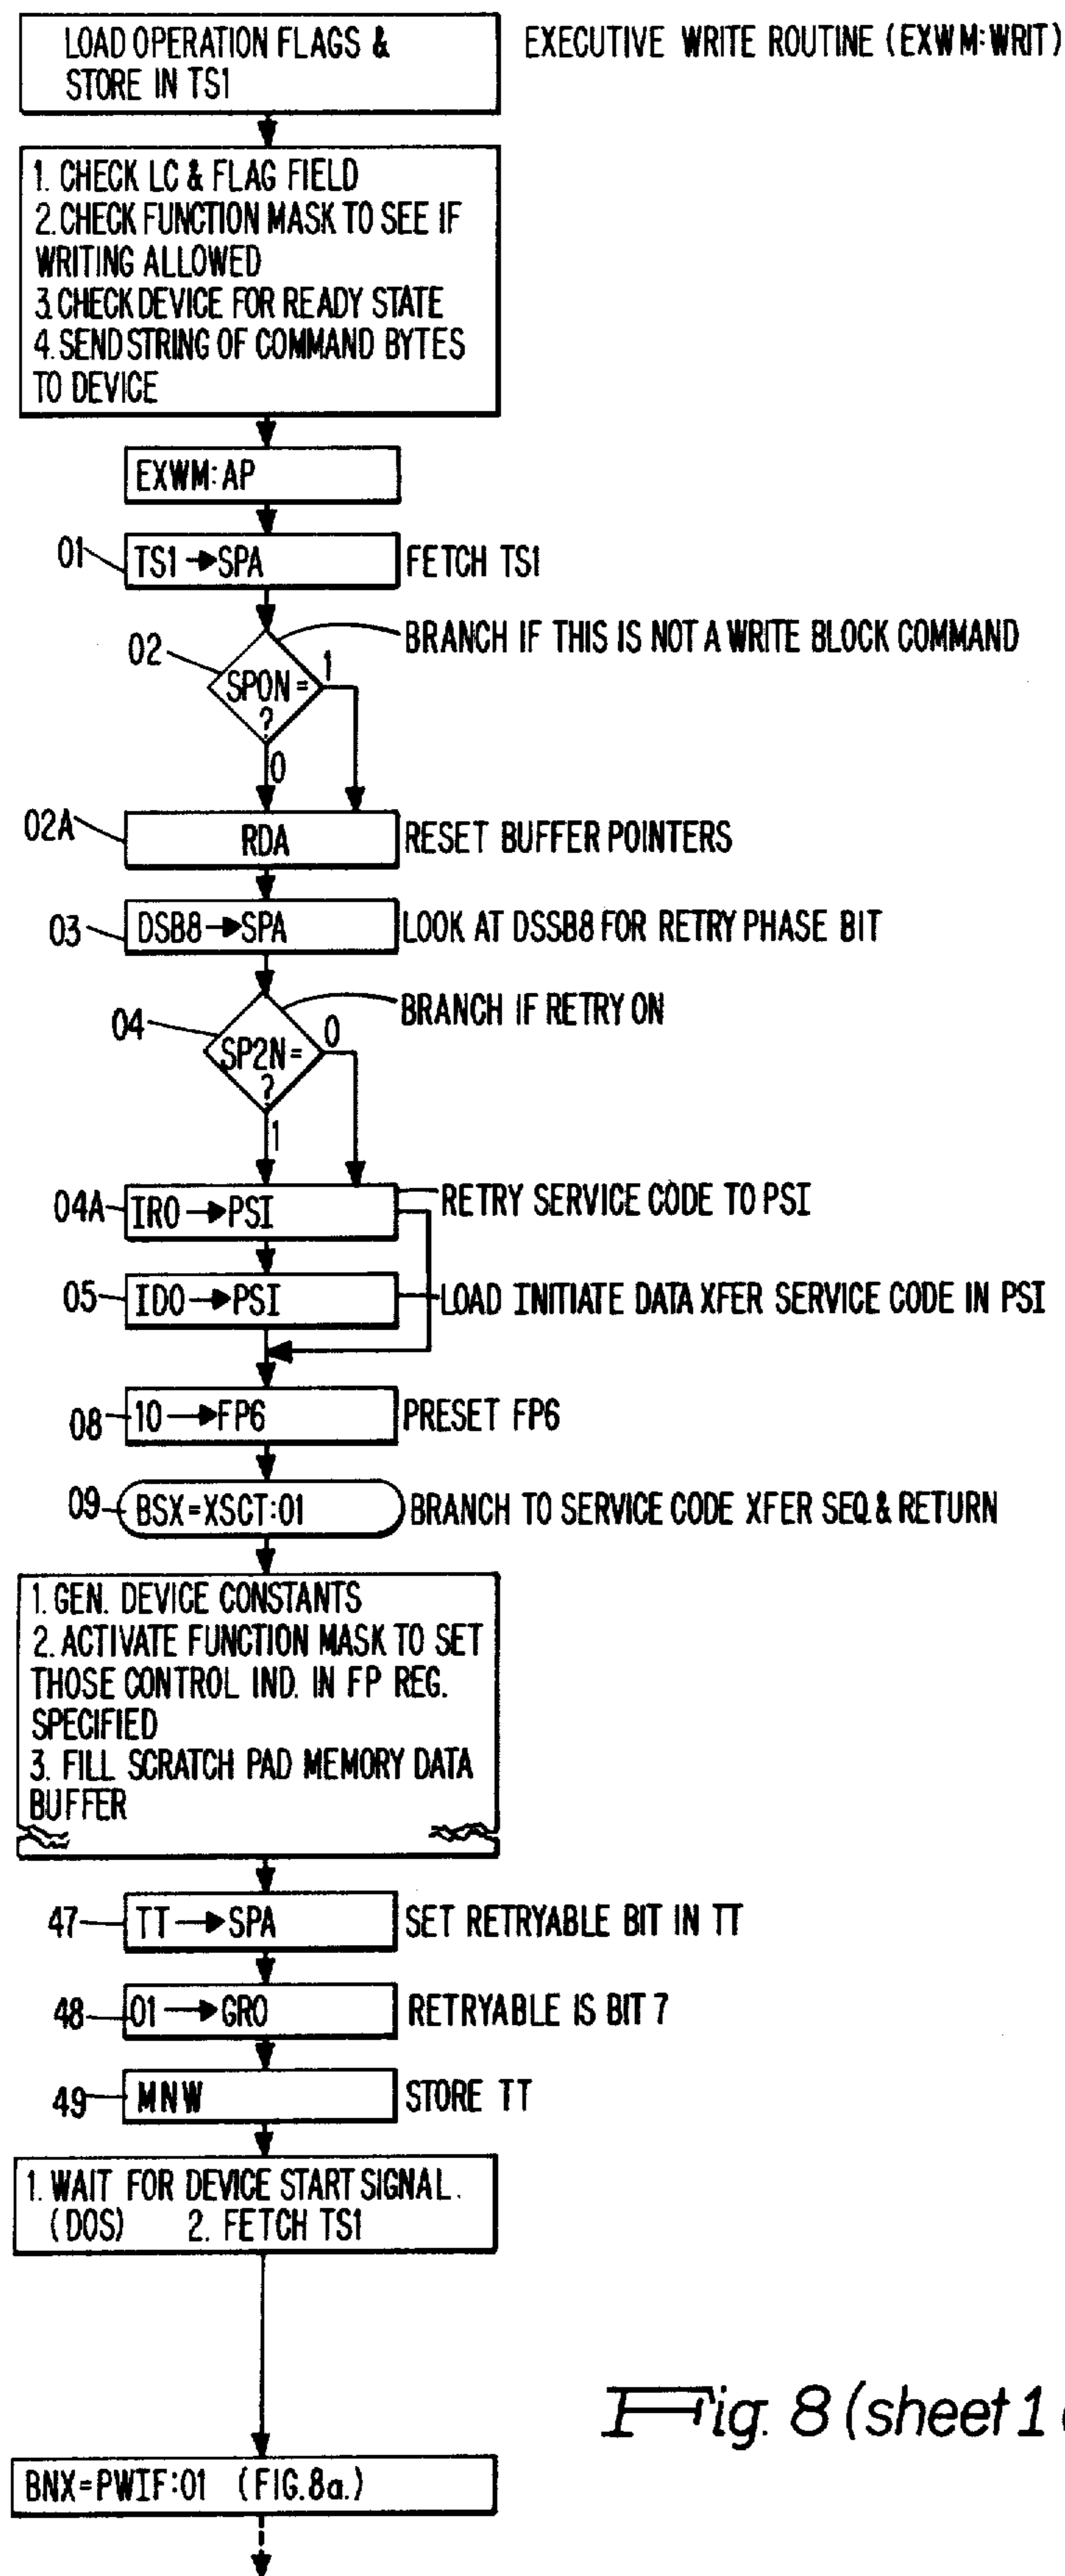 LOAD OPERATION FLAGS &
STORE IN TS1
EXECUTIVE WRITE ROUTINE (EXWM:WRIT)
1. CHECK LC & FLAG FIELD
2. CHECK FUNCTION MASK TO SEE IF
WRITING ALLOWED
3. CHECK DEVICE FOR READY STATE
4. SEND STRING OF COMMAND BYTES
TO DEVICE
EXWM:AP
01
TS1→SPA
FETCH TS1
BRANCH IF THIS IS NOT A WRITE BLOCK COMMAND
02
SPON =
?
1
0
02A
RDA
RESET BUFFER POINTERS
03
DSB8→SPA
LOOK AT DSSB8 FOR RETRY PHASE BIT
BRANCH IF RETRY ON
04
SP2N =
?
0
1
04A
IRO→PSI
RETRY SERVICE CODE TO PSI
05
IDO→PSI
LOAD INITIATE DATA XFER SERVICE CODE IN PSI
08
10→FP6
PRESET FP6
09
BSX=XSCT:01
BRANCH TO SERVICE CODE XFER SEQ. & RETURN
1. GEN. DEVICE CONSTANTS
2. ACTIVATE FUNCTION MASK TO SET
THOSE CONTROL IND. IN FP REG.
SPECIFIED
3. FILL SCRATCH PAD MEMORY DATA
BUFFER
47
TT→SPA
SET RETRYABLE BIT IN TT
48
01→GRO
RETRYABLE IS BIT 7
49
MNW
STORE TT
1. WAIT FOR DEVICE START SIGNAL.
(DOS) 2. FETCH TS1
Fig. 8 (sheet 1
BNX=PWTF:01 (FIG.8a.)